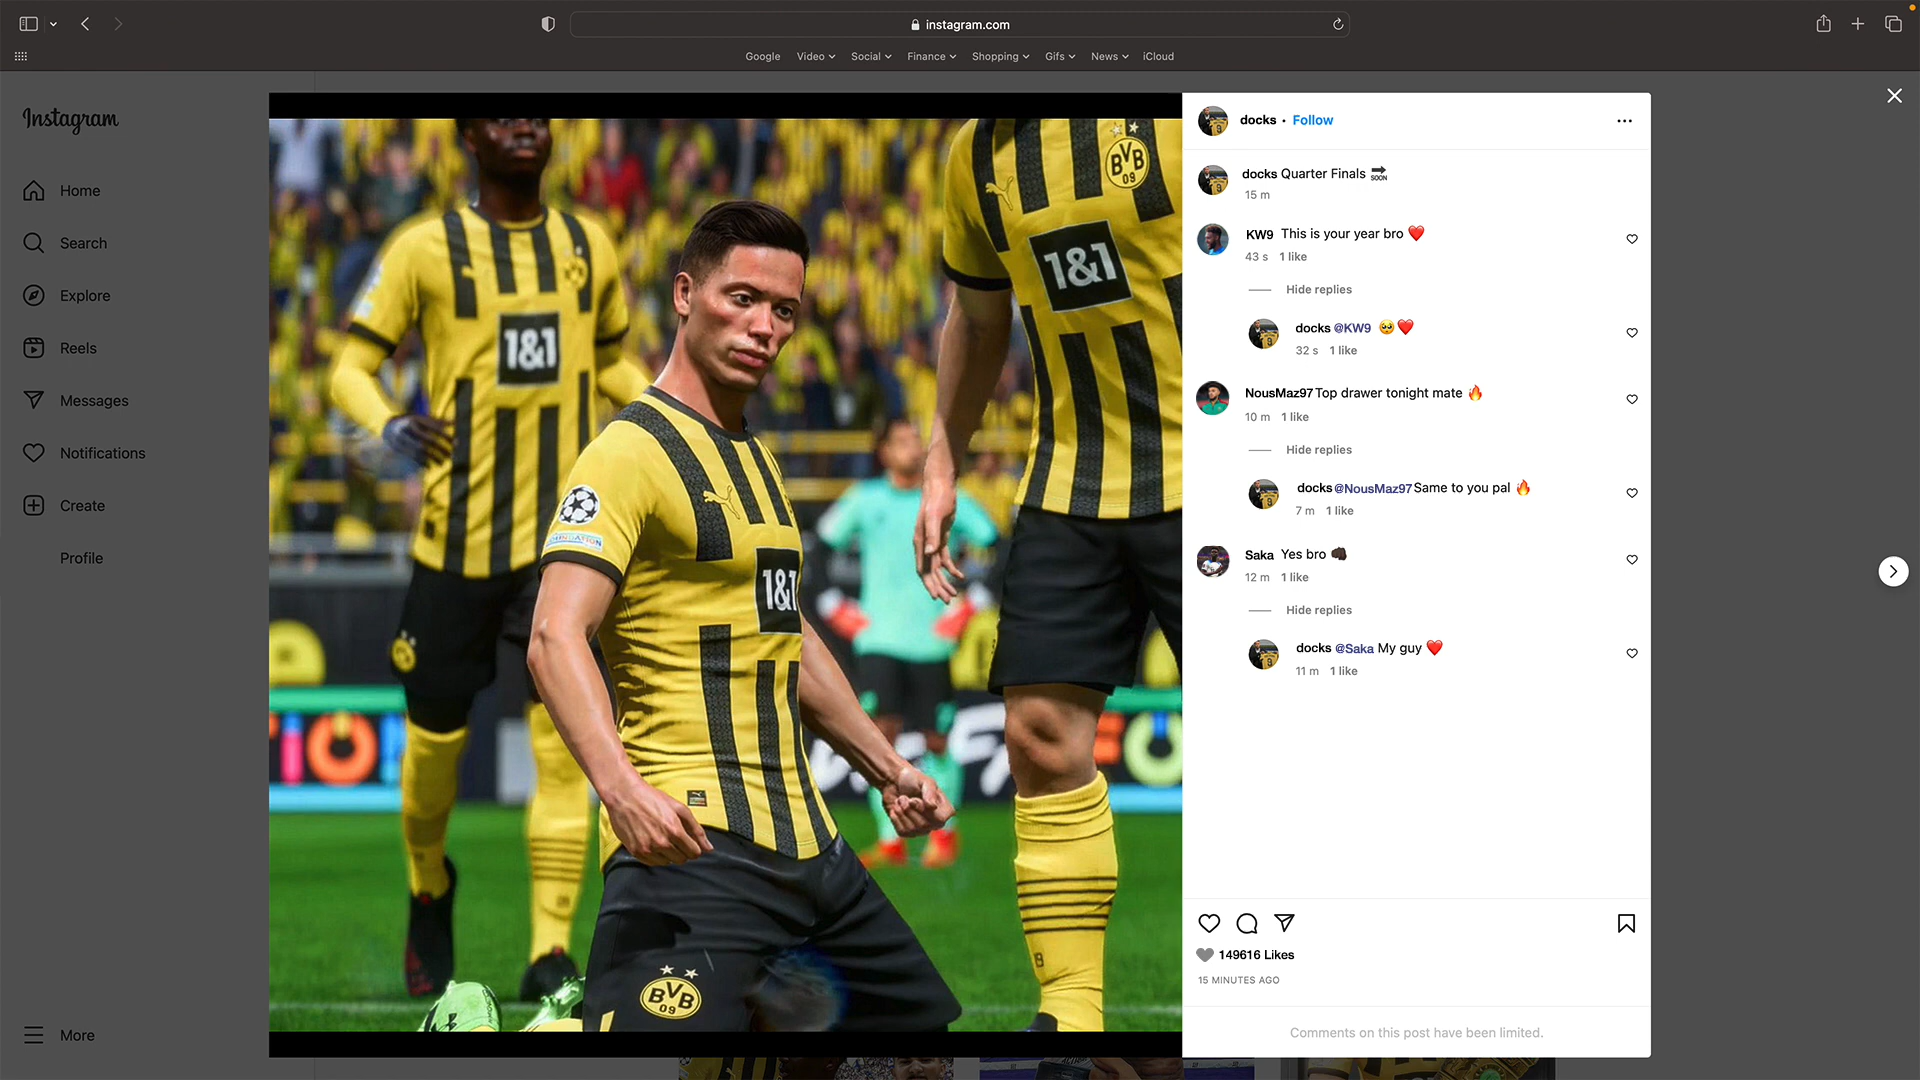 instagram.com
Google
Video
Social
Finance
Shopping
Gifs
News
iCloud
Instagram
Home
Search
Explore
Reels
Messages
Notifications
Create
Profile
More
BVB
09
1&1
1&1
1&1
BVB
09
docks • Follow
docks Quarter Finals SOON
15 m
KW9 This is your year bro ❤️
43 s 1 like
Hide replies
docks @KW9 🥹❤️
32 s 1 like
NousMaz97 Top drawer tonight mate 🔥
10 m 1 like
Hide replies
docks @NousMaz97 Same to you pal 🔥
7 m 1 like
Saka Yes bro 👊🏿
12 m 1 like
Hide replies
docks @Saka My guy ❤️
11 m 1 like
149616 Likes
15 MINUTES AGO
Comments on this post have been limited.